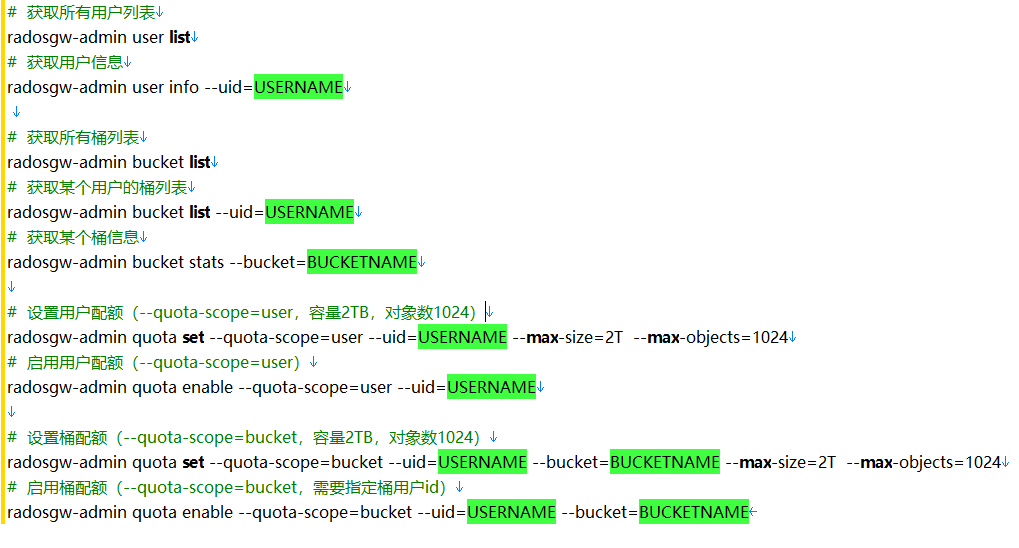 # 获取所有用户列表↓
radosgw-admin user list↓
# 获取用户信息↓
radosgw-admin user info --uid=USERNAME↓
↓
# 获取所有桶列表↓
radosgw-admin bucket list↓
# 获取某个用户的桶列表↓
radosgw-admin bucket list --uid=USERNAME↓
# 获取某个桶信息↓
radosgw-admin bucket stats --bucket=BUCKETNAME↓
↓
# 设置用户配额（--quota-scope=user，容量2TB，对象数1024）↓
radosgw-admin quota set --quota-scope=user --uid=USERNAME --max-size=2T  --max-objects=1024↓
# 启用用户配额（--quota-scope=user）↓
radosgw-admin quota enable --quota-scope=user --uid=USERNAME↓
↓
# 设置桶配额（--quota-scope=bucket，容量2TB，对象数1024）↓
radosgw-admin quota set --quota-scope=bucket --uid=USERNAME --bucket=BUCKETNAME --max-size=2T  --max-objects=1024↓
# 启用桶配额（--quota-scope=bucket，需要指定桶用户id）↓
radosgw-admin quota enable --quota-scope=bucket --uid=USERNAME --bucket=BUCKETNAME←